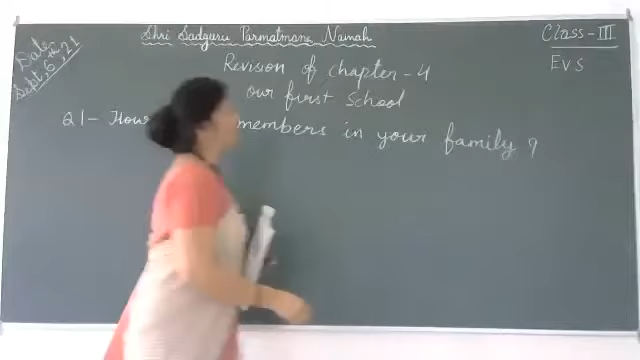 Shri Sadguru Parmatmane Namah
Class-III
EVS
Date
Sept, 6th, 21
Revision of chapter-4
our first School
Q1- How members in your family ?